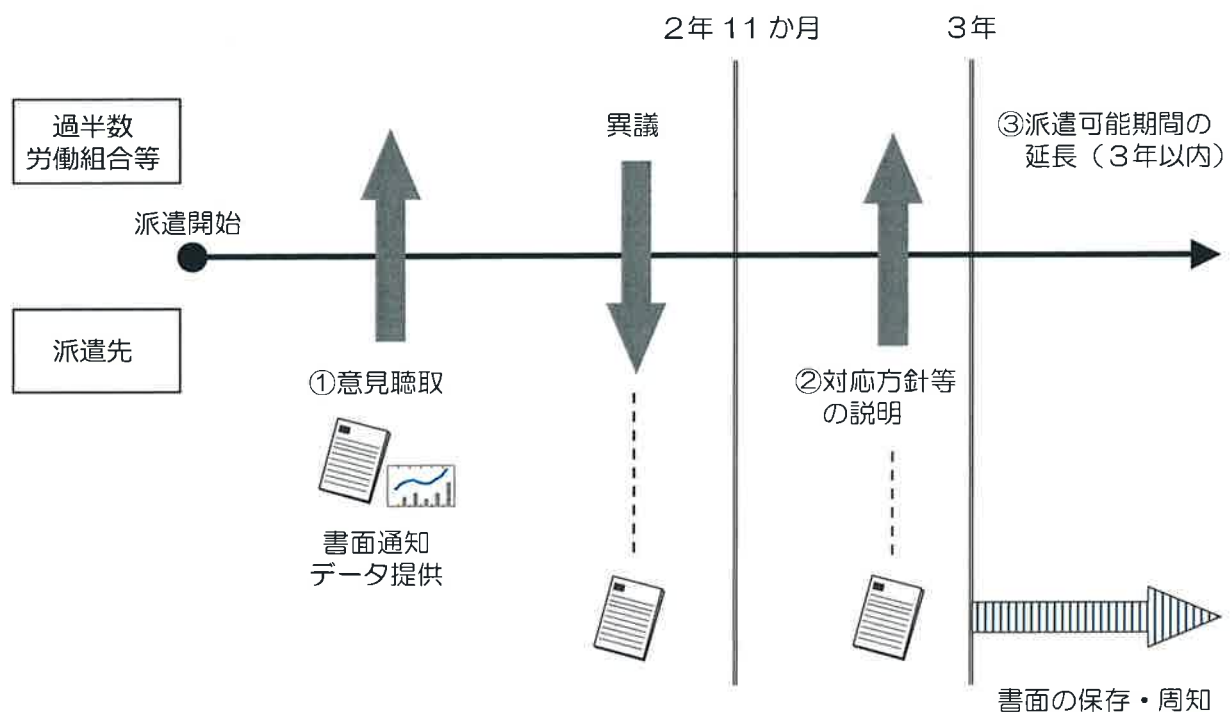 2年11か月
3年
過半数
労働組合等
異議
③派遣可能期間の
延長（3年以内）
派遣開始
派遣先
①意見聴取
②対応方針等
の説明
書面通知
データ提供
書面の保存・周知